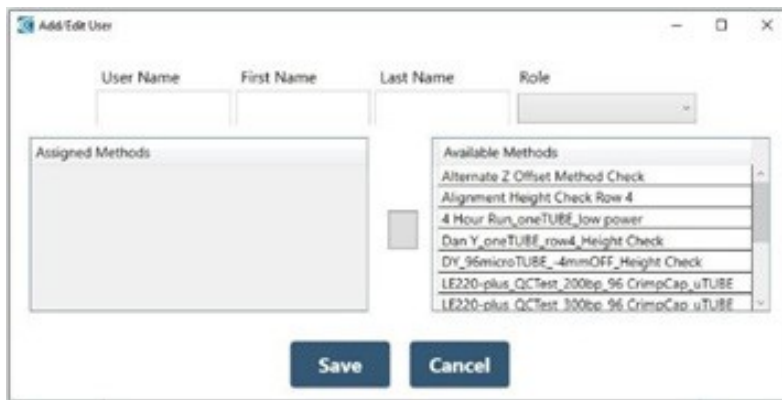 Add/Edit User
User Name First Name Last Name Role
Assigned Methods
Available Methods
Alternate Z Offset Method Check
Alignment Height Check Row 4
4 Hour Run_oneTUBE_low power
Dan Y_oneTUBE_row4_Height Check
DY_96microTUBE_-4mmOFF_Height Check
LE220-plus_QCTest_200bp_96 CrimpCap_uTUBE
LE220-plus_QCTest_300bp_96 CrimpCap_uTUBE
Save Cancel